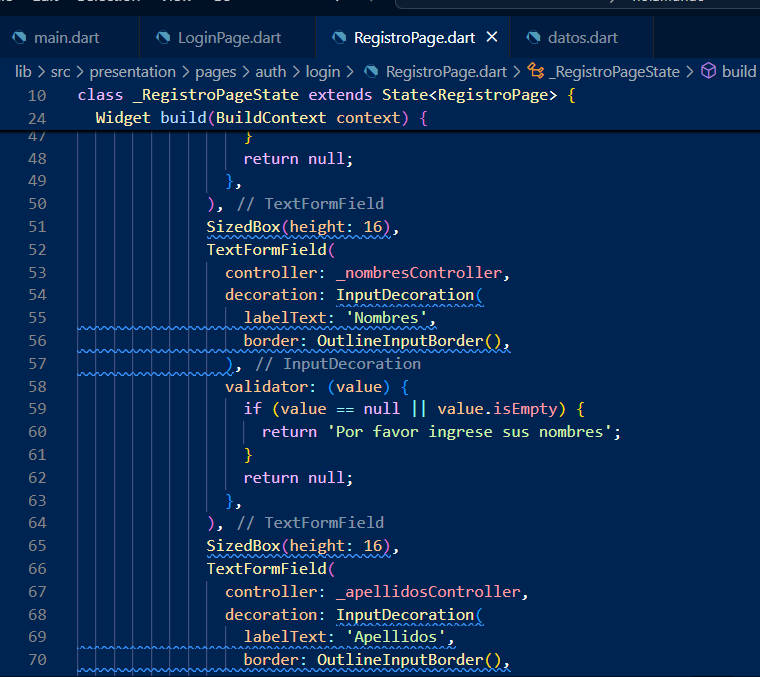 main.dart LoginPage.dart RegistroPage.dart datos.dart
lib > src > presentation > pages > auth > login > RegistroPage.dart > _RegistroPageState > build
10 class _RegistroPageState extends State<RegistroPage> {
24 Widget build(BuildContext context) {
47 }
48 return null;
49 },
50 ), // TextFormField
51 SizedBox(height: 16),
52 TextFormField(
53 controller: _nombresController,
54 decoration: InputDecoration(
55 labelText: 'Nombres',
56 border: OutlineInputBorder(),
57 ), // InputDecoration
58 validator: (value) {
59 if (value == null || value.isEmpty) {
60 return 'Por favor ingrese sus nombres';
61 }
62 return null;
63 },
64 ), // TextFormField
65 SizedBox(height: 16),
66 TextFormField(
67 controller: _apellidosController,
68 decoration: InputDecoration(
69 labelText: 'Apellidos',
70 border: OutlineInputBorder(),